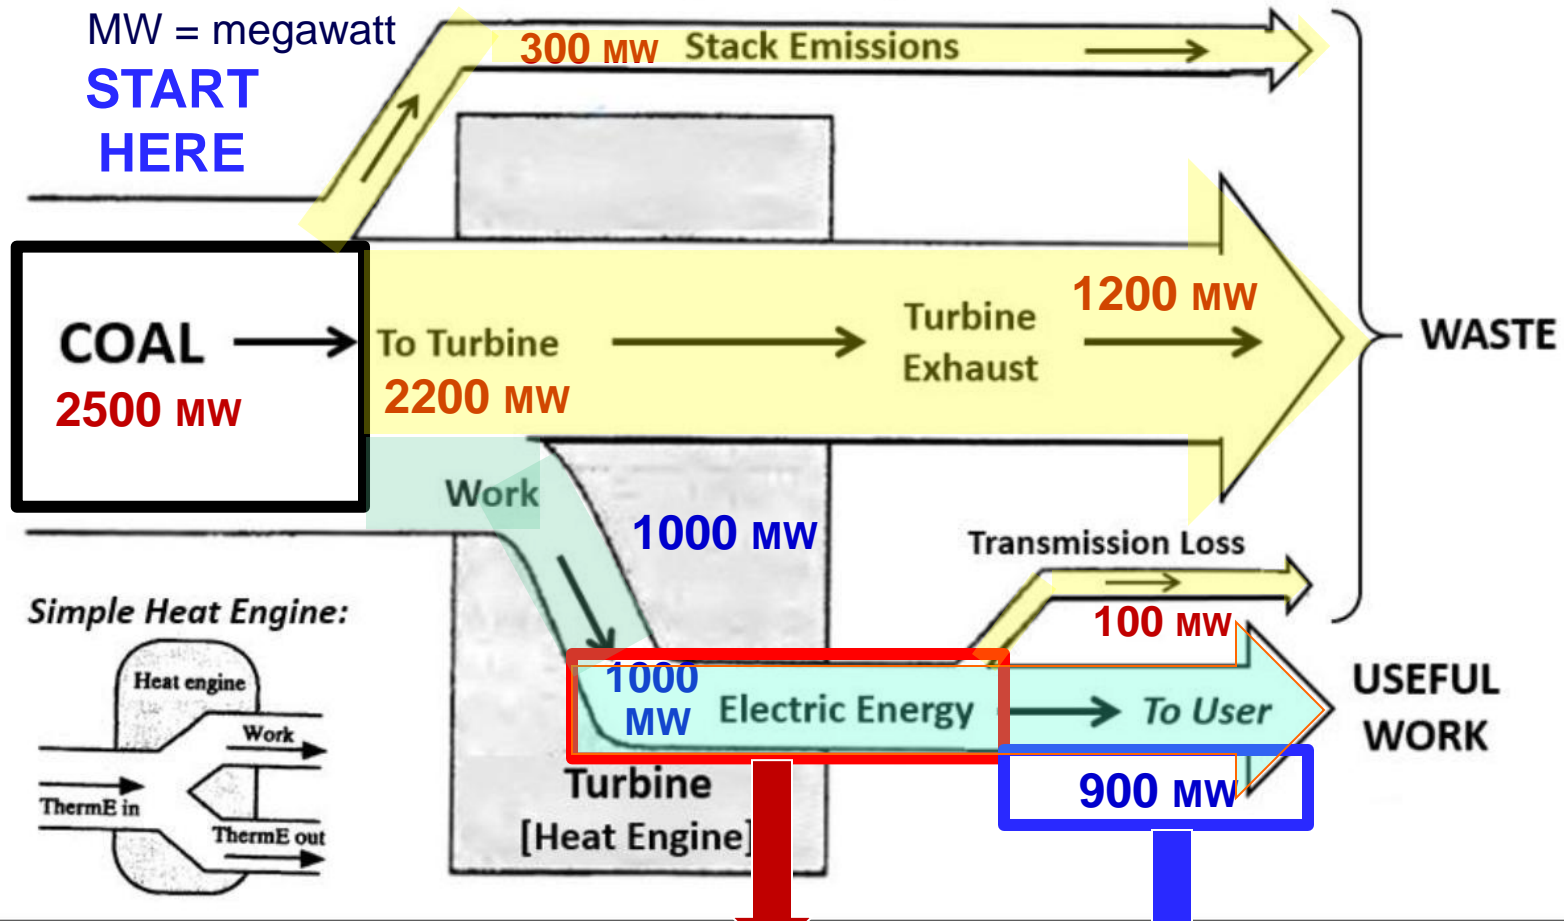 MW = megawatt
START
HERE
300 MW Stack Emissions
COAL
2500 MW
To Turbine
2200 MW
Turbine
Exhaust
1200 MW
WASTE
Work
1000 MW
Transmission Loss
100 MW
1000
MW
Electric Energy
To User
USEFUL
WORK
900 MW
Turbine
[Heat Engine]
Simple Heat Engine:
Heat engine
Work
ThermE in
ThermE out